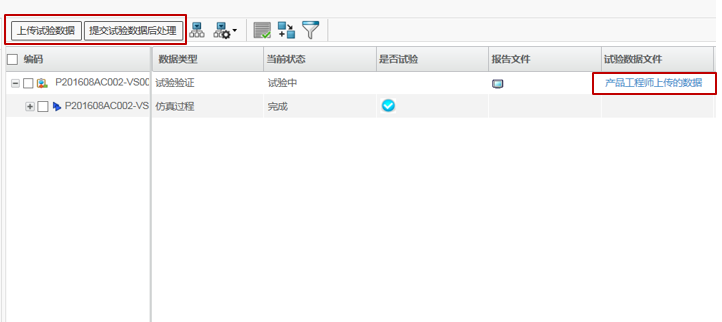 上传试验数据 提交试验数据后处理
编码 数据类型 当前状态 是否试验 报告文件 试验数据文件
P201608AC002-VS00 试验验证 试验中 产品工程师上传的数据
P201608AC002-VS 仿真过程 完成